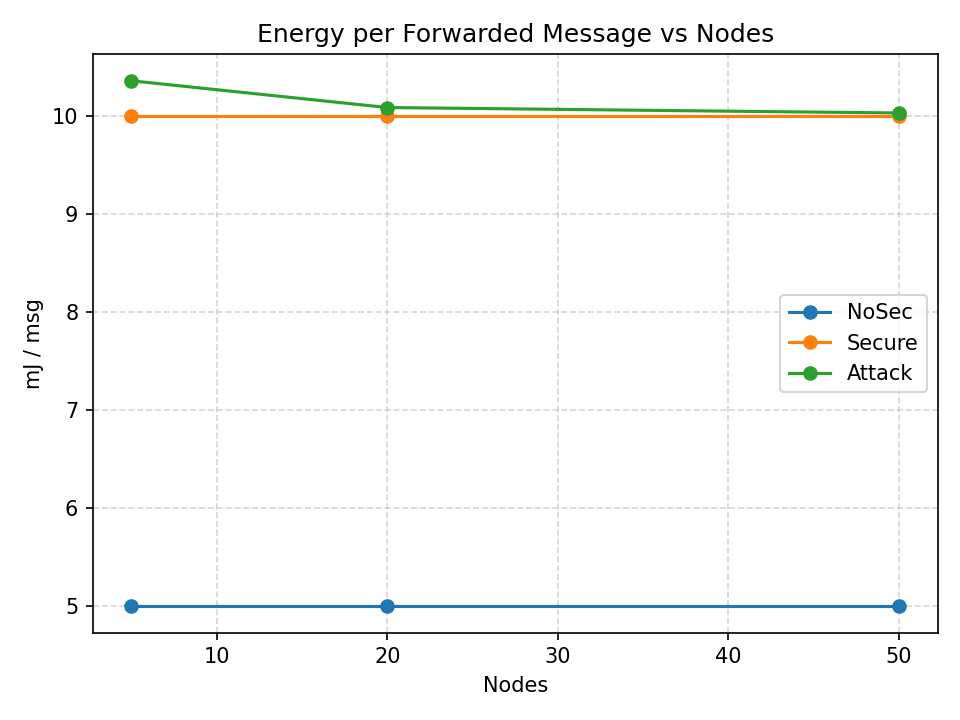 Energy per Forwarded Message vs Nodes
mJ / msg
10
9
8
7
6
5
NoSec
Secure
Attack
10
20
30
40
50
Nodes